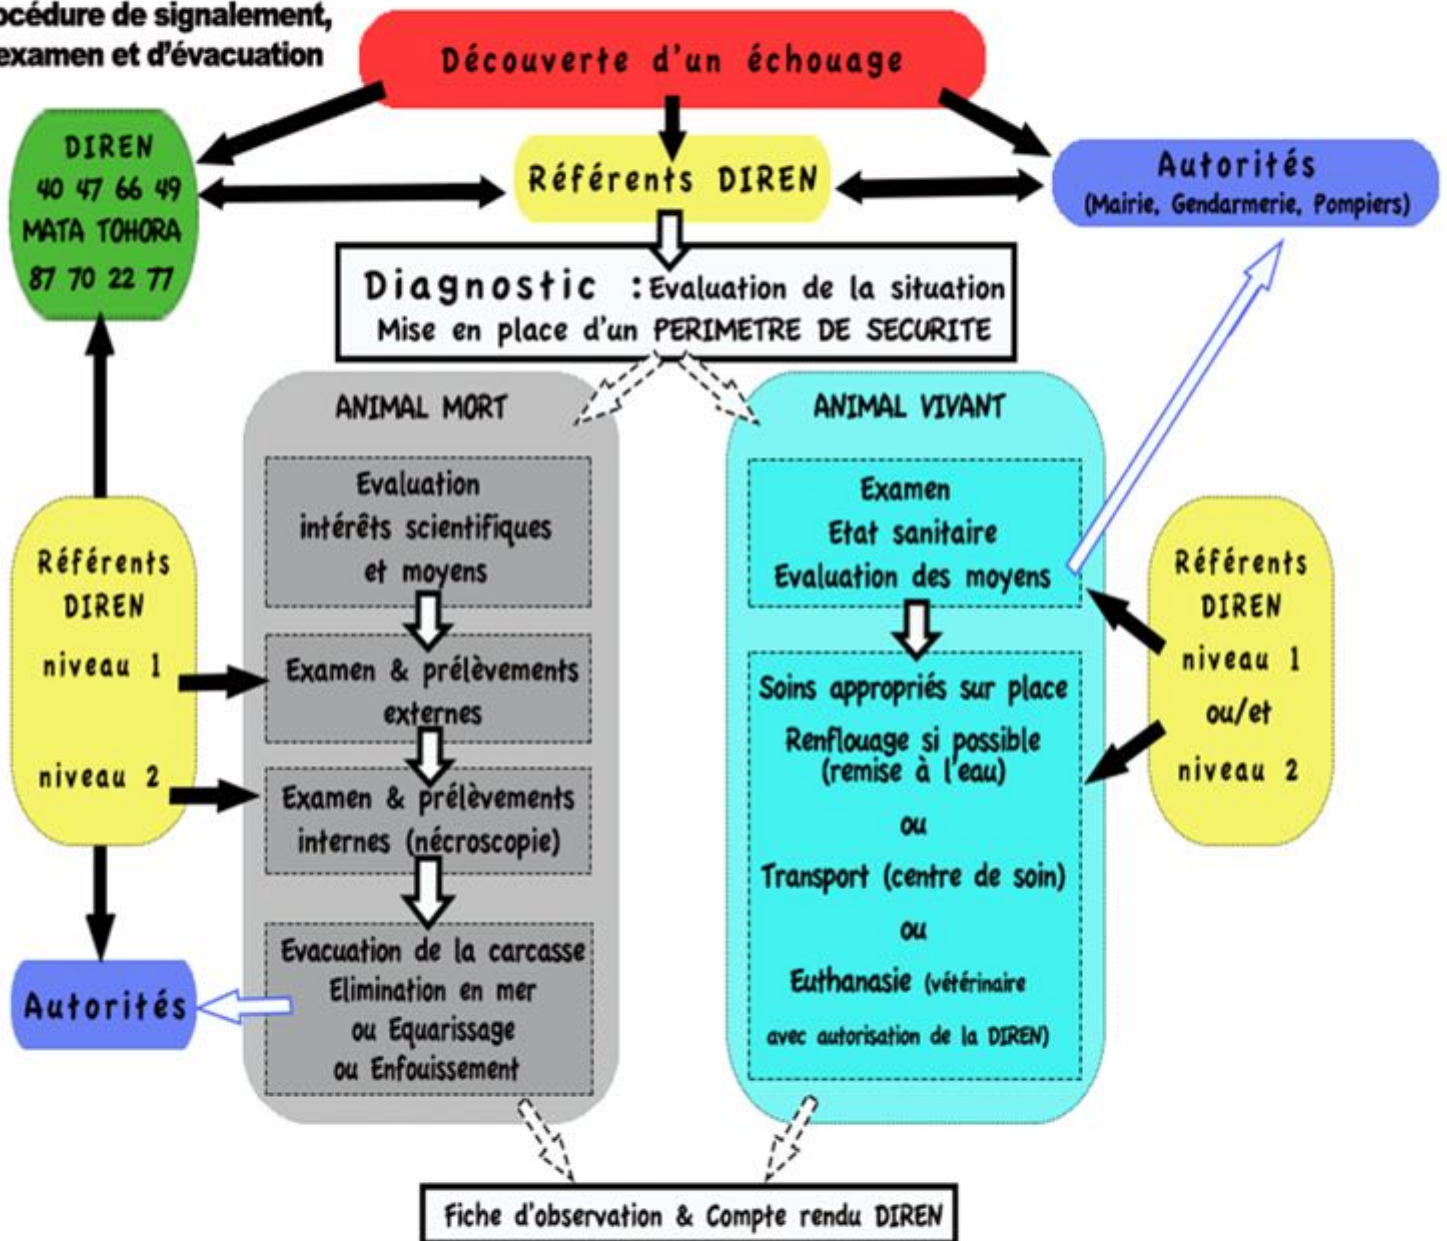 océdure de signalement,
examen et d'évacuation
Découverte d'un échouage
DIREN
40 47 66 49
MATA TOHORA
87 70 22 77
Référents DIREN
Autorités
(Mairie, Gendarmerie, Pompiers)
Diagnostic : Evaluation de la situation
Mise en place d'un PERIMETRE DE SECURITE
ANIMAL MORT
Evaluation
intérêts scientifiques
et moyens
Examen & prélèvements
externes
Examen & prélèvements
internes (nécroscopie)
Evacuation de la carcasse
Elimination en mer
ou Equarissage
ou Enfouissement
ANIMAL VIVANT
Examen
Etat sanitaire
Evaluation des moyens
Soins appropriés sur place
Renflouage si possible
(remise à l'eau)
ou
Transport (centre de soin)
ou
Euthanasie (vétérinaire
avec autorisation de la DIREN)
Référents
DIREN
niveau 1
niveau 2
Autorités
Référents
DIREN
niveau 1
ou/et
niveau 2
Fiche d'observation & Compte rendu DIREN